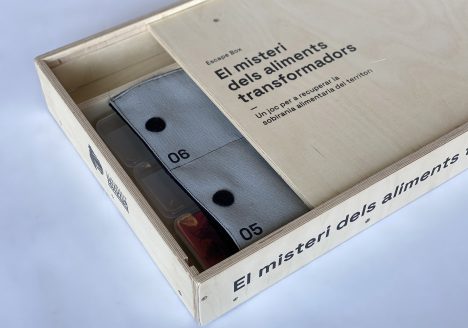 Escape Box
El misteri
dels aliments
transformadors
Un joc per a recuperar la
sobirania alimentària del territori
06
05
El misteri dels aliments t